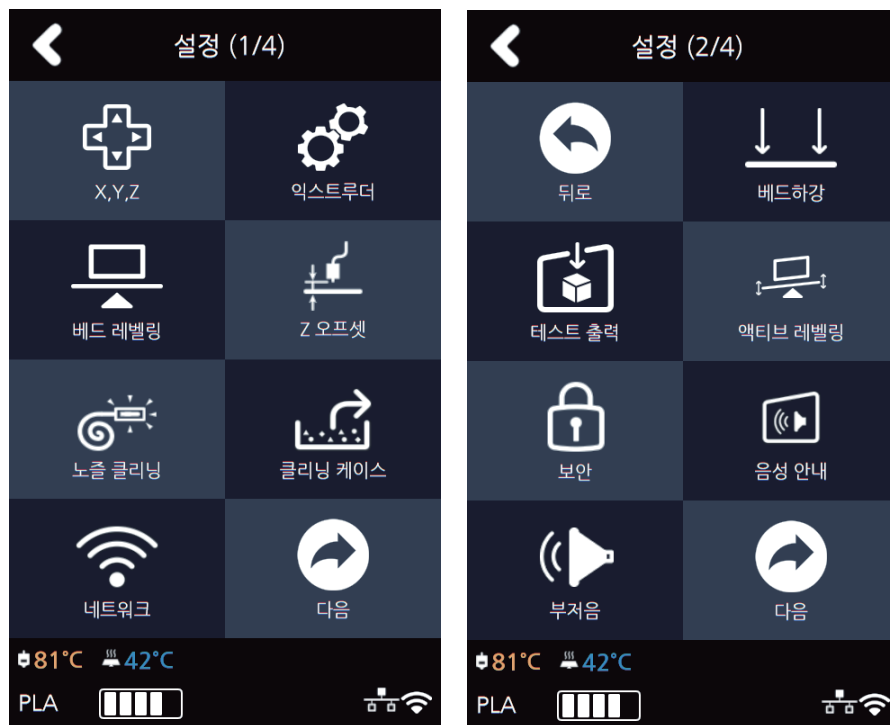 설정 (1/4)
X,Y,Z
익스트루더
베드 레벨링
Z 오프셋
노즐 클리닝
클리닝 케이스
네트워크
다음
81°C 42°C
PLA
설정 (2/4)
뒤로
베드하강
테스트 출력
액티브 레벨링
보안
음성 안내
부저음
다음
81°C 42°C
PLA